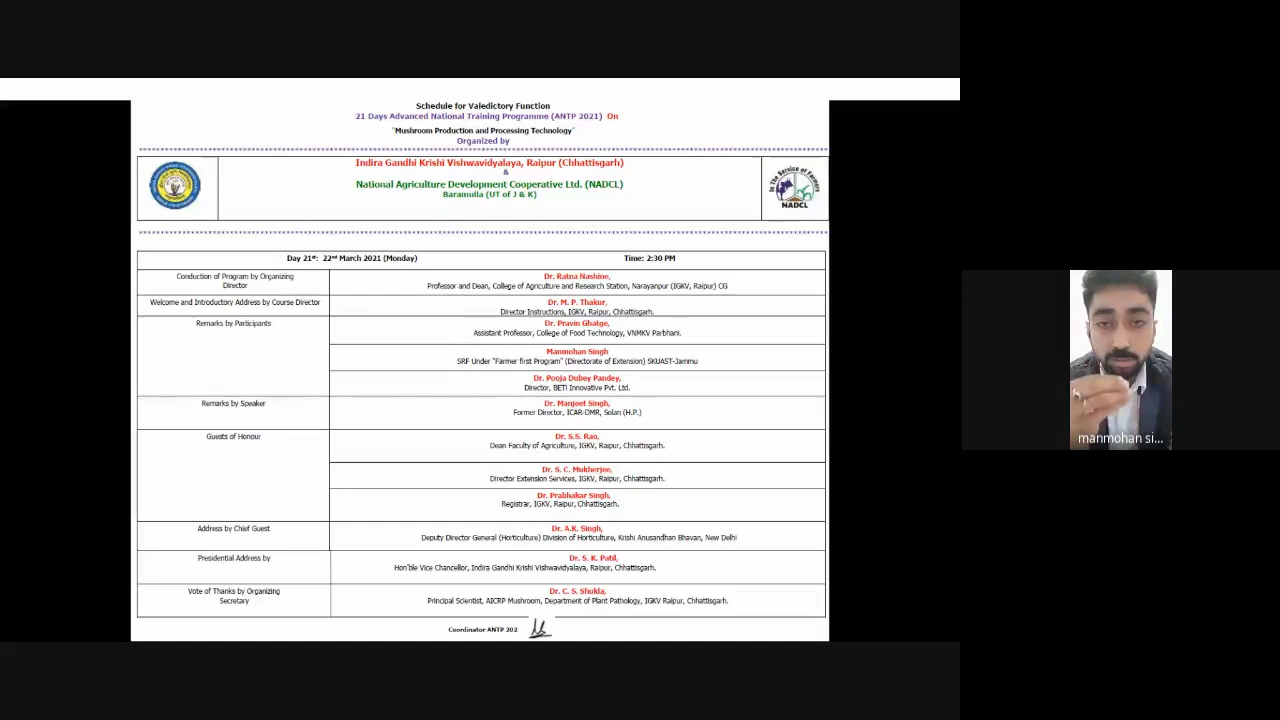 Schedule for Valedictory Function
21 Days Advanced National Training Programme (ANTP 2021) On
"Mushroom Production and Processing Technology"
Organized by
Indira Gandhi Krishi Vishwavidyalaya, Raipur (Chhattisgarh)
&
National Agriculture Development Cooperative Ltd. (NADCL)
Baramulla (UT of J & K)
In The Service of Farmers
NADCL
Day 21st: 22nd March 2021 (Monday) Time: 2:30 PM
Conduction of Program by Organizing
Director
Dr. Ratna Nashine,
Professor and Dean, College of Agriculture and Research Station, Narayanpur (IGKV, Raipur) CG
Welcome and Introductory Address by Course Director
Dr. M. P. Thakur,
Director Instructions, IGKV, Raipur, Chhattisgarh.
Remarks by Participants
Dr. Pravin Ghatge,
Assistant Professor, College of Food Technology, VNMKV Parbhani.
Manmohan Singh
SRF Under "Farmer first Program" (Directorate of Extension) SKUAST-Jammu
Dr. Pooja Dubey Pandey,
Director, BETI Innovative Pvt. Ltd.
Remarks by Speaker
Dr. Manjeet Singh,
Former Director, ICAR-DMR, Solan (H.P.)
Guests of Honour
Dr. S.S. Rao,
Dean Faculty of Agriculture, IGKV, Raipur, Chhattisgarh.
Dr. S. C. Mukherjee,
Director Extension Services, IGKV, Raipur, Chhattisgarh.
Dr. Prabhakar Singh,
Registrar, IGKV, Raipur, Chhattisgarh.
Address by Chief Guest
Dr. A.K. Singh,
Deputy Director General (Horticulture) Division of Horticulture, Krishi Anusandhan Bhavan, New Delhi
Presidential Address by
Dr. S. K. Patil,
Hon'ble Vice Chancellor, Indira Gandhi Krishi Vishwavidyalaya, Raipur, Chhattisgarh.
Vote of Thanks by Organizing
Secretary
Dr. C. S. Shukla,
Principal Scientist, AICRP Mushroom, Department of Plant Pathology, IGKV Raipur, Chhattisgarh.
Coordinator ANTP 202
manmohan si...